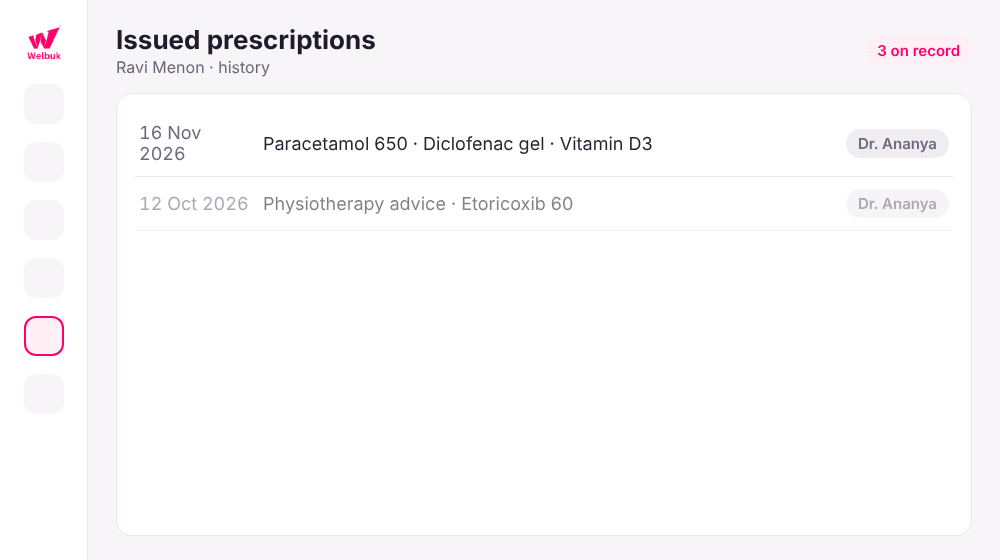 Welbuk
Issued prescriptions
Ravi Menon · history
3 on record
16 Nov
2026
Paracetamol 650 · Diclofenac gel · Vitamin D3
Dr. Ananya
12 Oct 2026
Physiotherapy advice · Etoricoxib 60
Dr. Ananya